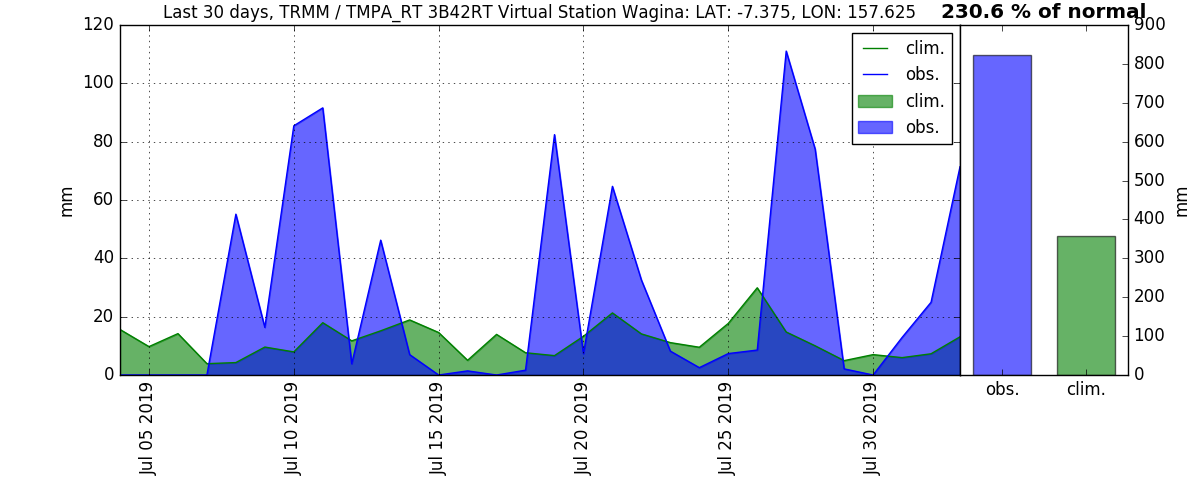 Last 30 days, TRMM / TMPA_RT 3B42RT Virtual Station Wagina: LAT: -7.375, LON: 157.625
230.6 % of normal
120
100
80
60
40
20
0
mm
clim.
obs.
clim.
obs.
900
800
700
600
500
400
300
200
100
0
mm
Jul 05 2019
Jul 10 2019
Jul 15 2019
Jul 20 2019
Jul 25 2019
Jul 30 2019
obs.
clim.